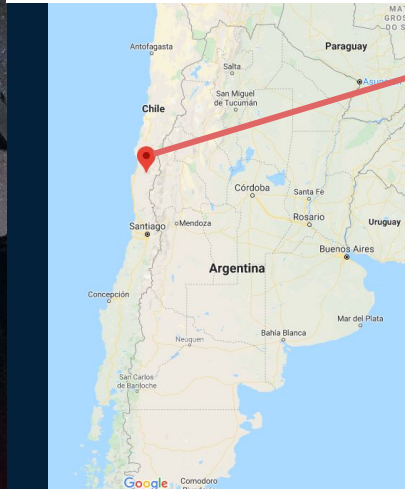 Antofagasta
Paraguay
Salta
San Miguel
de Tucumán
Chile
Córdoba
Santa Fe
Santiago
Mendoza
Rosario
Uruguay
Buenos Aires
Argentina
Concepción
Mar del Plata
Bahía Blanca
Neuquen
San Carlos
de Bariloche
Google
Comodoro